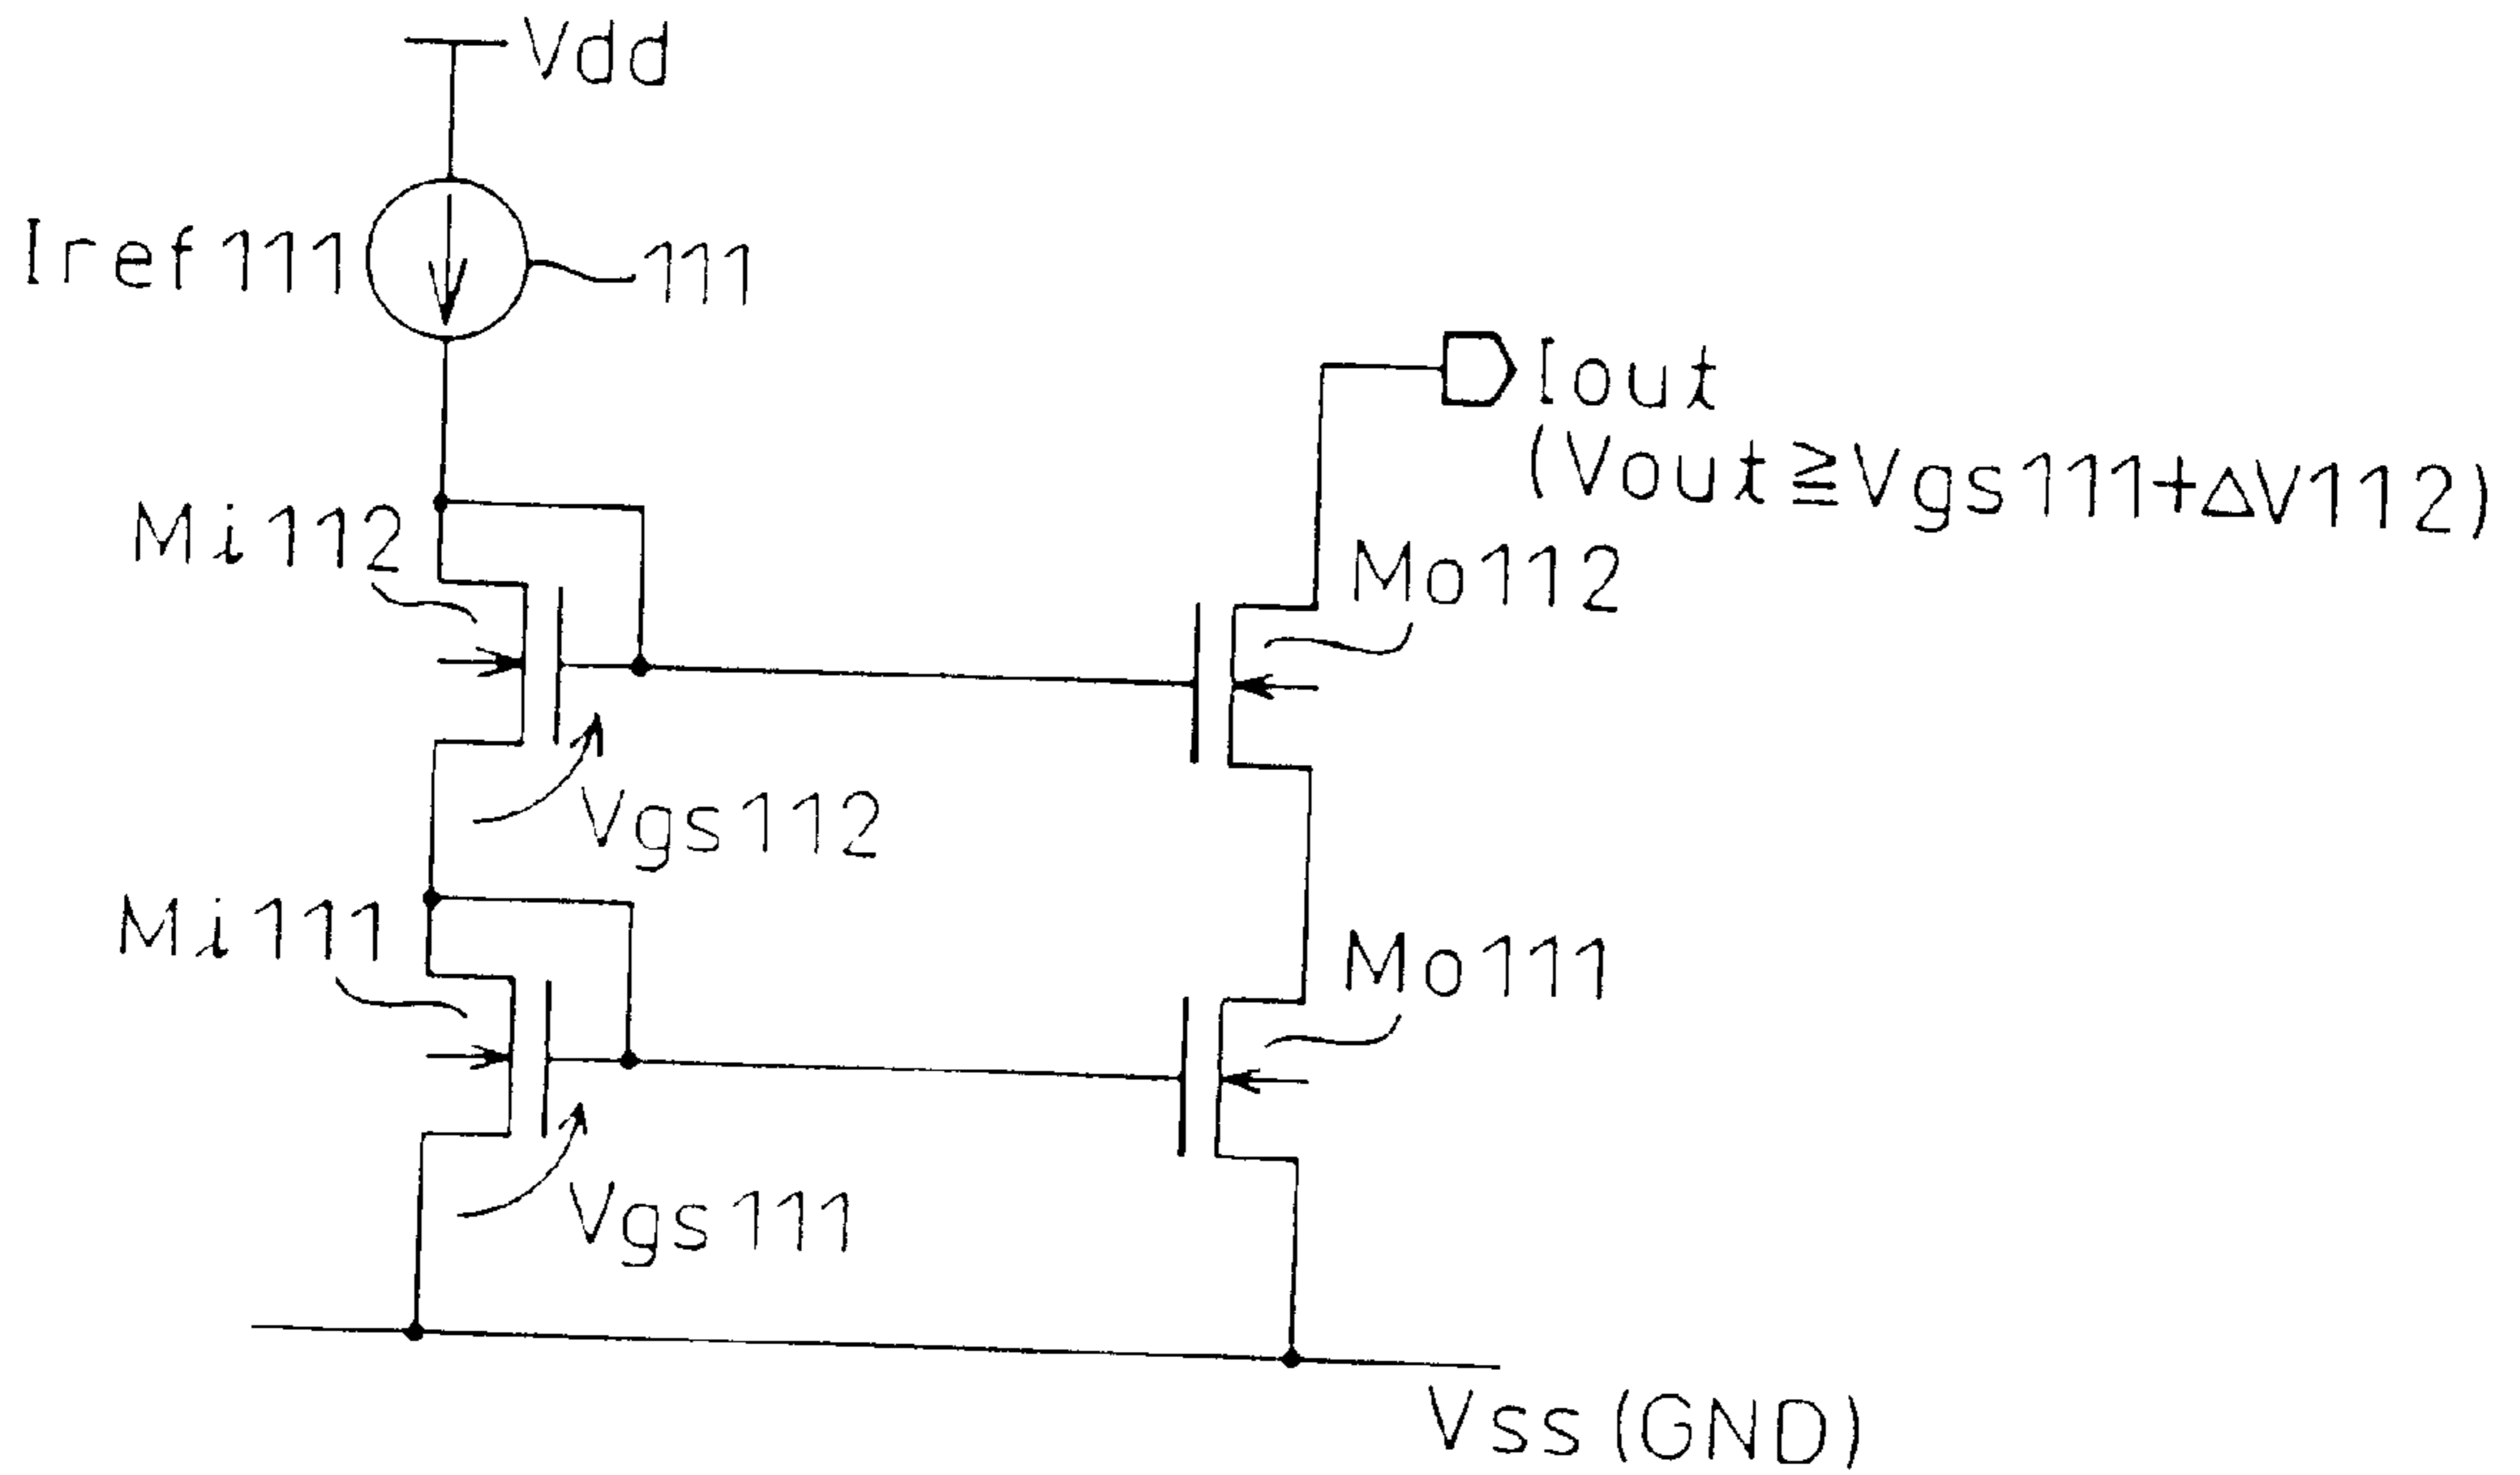 Vdd
Iref111
111
Iout
(Vout≧Vgs111+ΔV112)
Mi112
Mo112
Vgs112
Mi111
Mo111
Vgs111
Vss(GND)